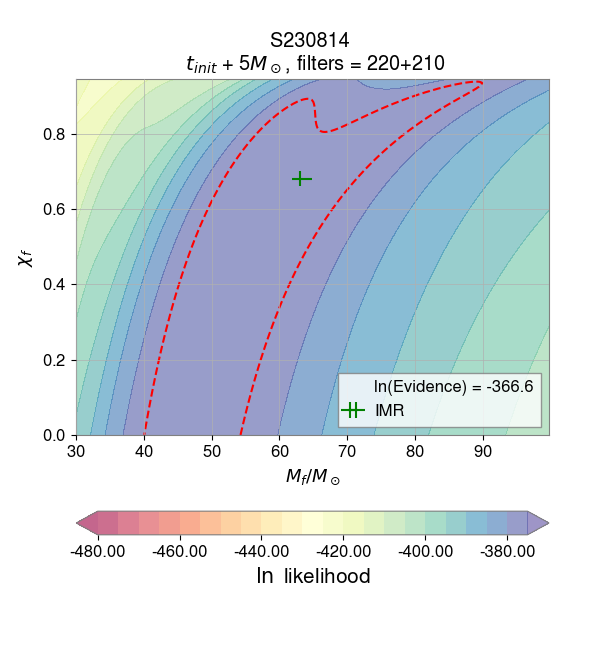 S230814
t_init + 5M_⊙, filters = 220+210
0.8
0.6
0.4
0.2
0.0
χ_f
30 40 50 60 70 80 90
M_f/M_⊙
ln(Evidence) = -366.6
IMR
-480.00 -460.00 -440.00 -420.00 -400.00 -380.00
ln likelihood